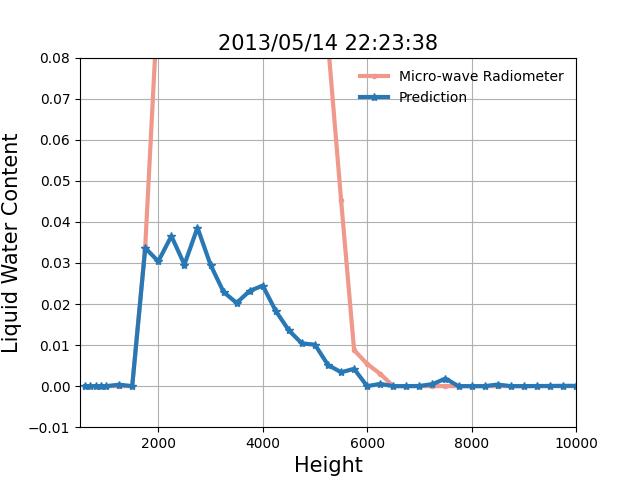 2013/05/14 22:23:38
Liquid Water Content
0.08
0.07
0.06
0.05
0.04
0.03
0.02
0.01
0.00
−0.01
Micro-wave Radiometer
Prediction
2000 4000 6000 8000 10000
Height